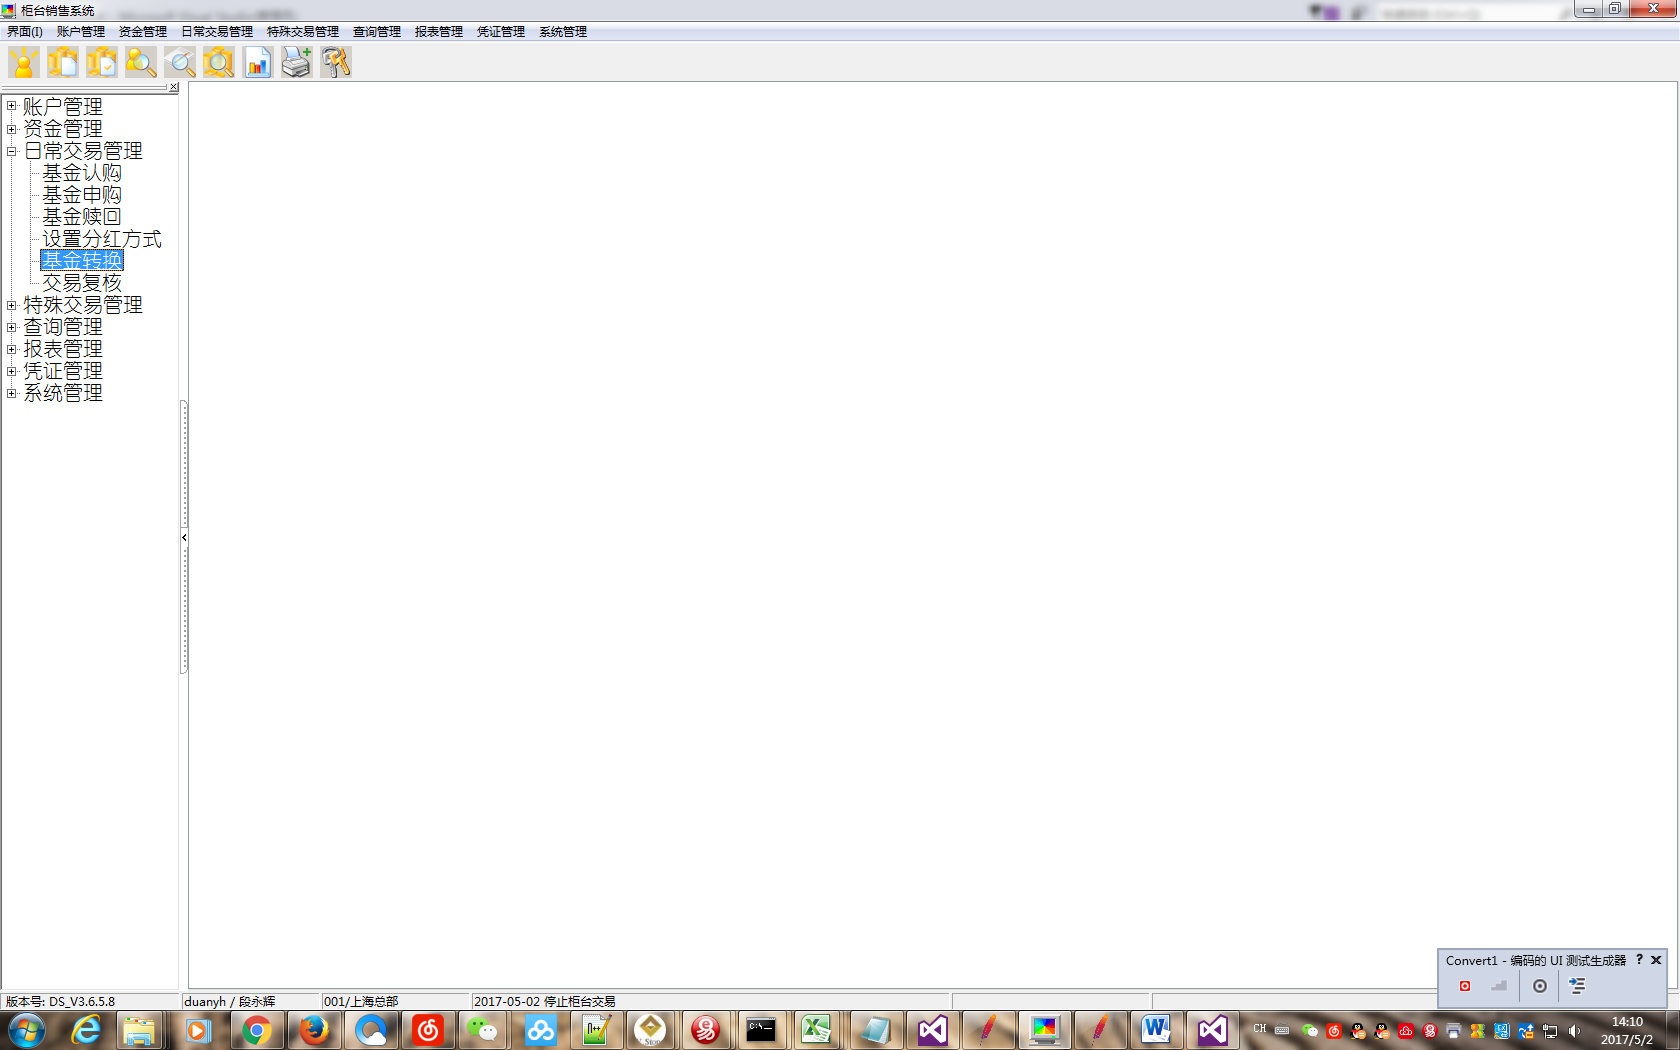 柜台销售系统
界面(I) 账户管理 资金管理 日常交易管理 特殊交易管理 查询管理 报表管理 凭证管理 系统管理
账户管理
资金管理
日常交易管理
基金认购
基金申购
基金赎回
设置分红方式
基金转换
交易复核
特殊交易管理
查询管理
报表管理
凭证管理
系统管理
Convert1 - 编码的 UI 测试生成器 ?
版本号: DS_V3.6.5.8 duanyh / 段永辉 001/上海总部 2017-05-02 停止柜台交易
CH 14:10
2017/5/2